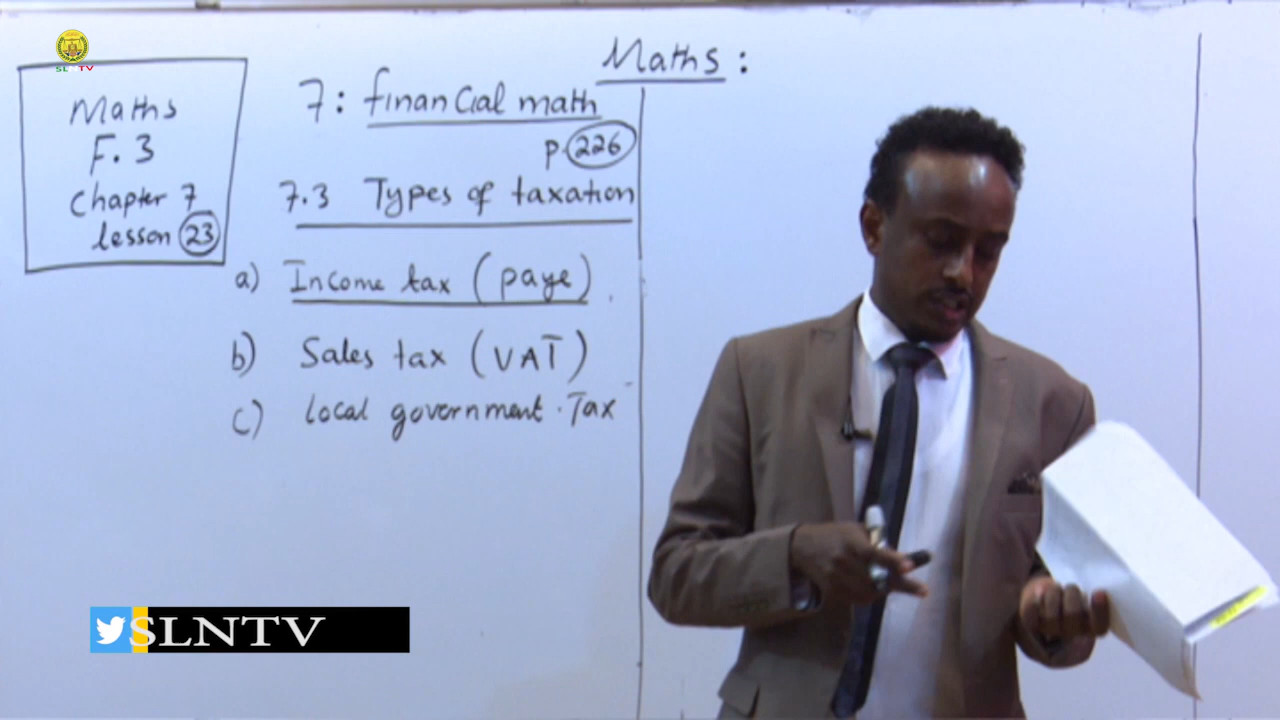 SLNTV
Maths
F. 3
Chapter 7
lesson 23
Maths :
7: financial math
p. 226
7.3 Types of taxation
a) Income tax (paye)
b) Sales tax (VAT)
c) local government Tax
SLNTV